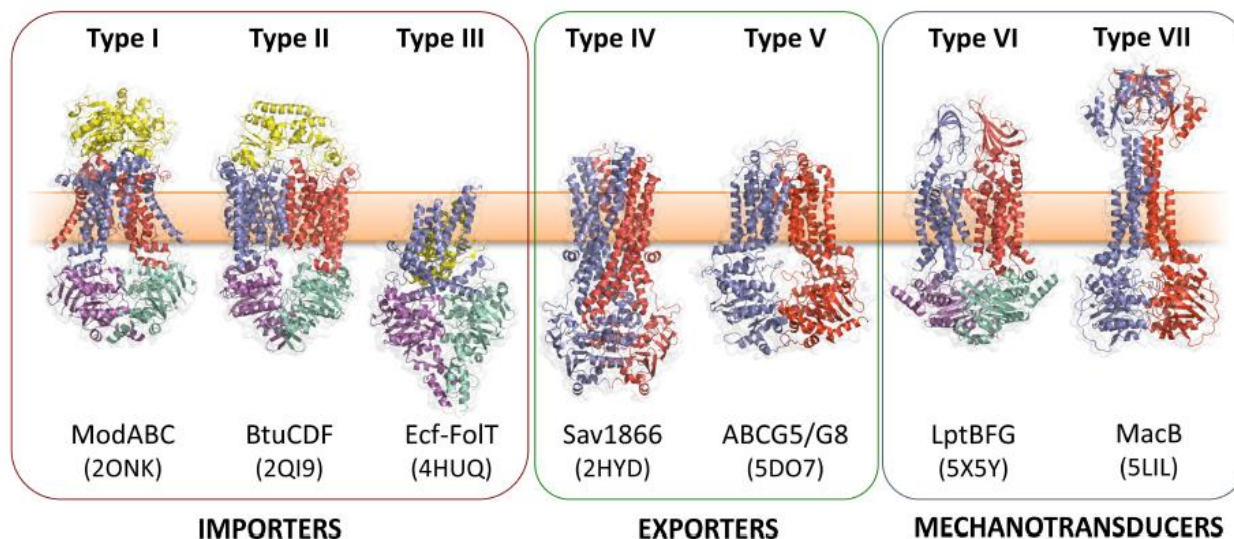 Type I Type II Type III Type IV Type V Type VI Type VII
ModABC BtuCDF Ecf-FolT Sav1866 ABCG5/G8 LptBFG MacB
(2ONK) (2QI9) (4HUQ) (2HYD) (5DO7) (5X5Y) (5LIL)
IMPORTERS EXPORTERS MECHANOTRANSDUCERS